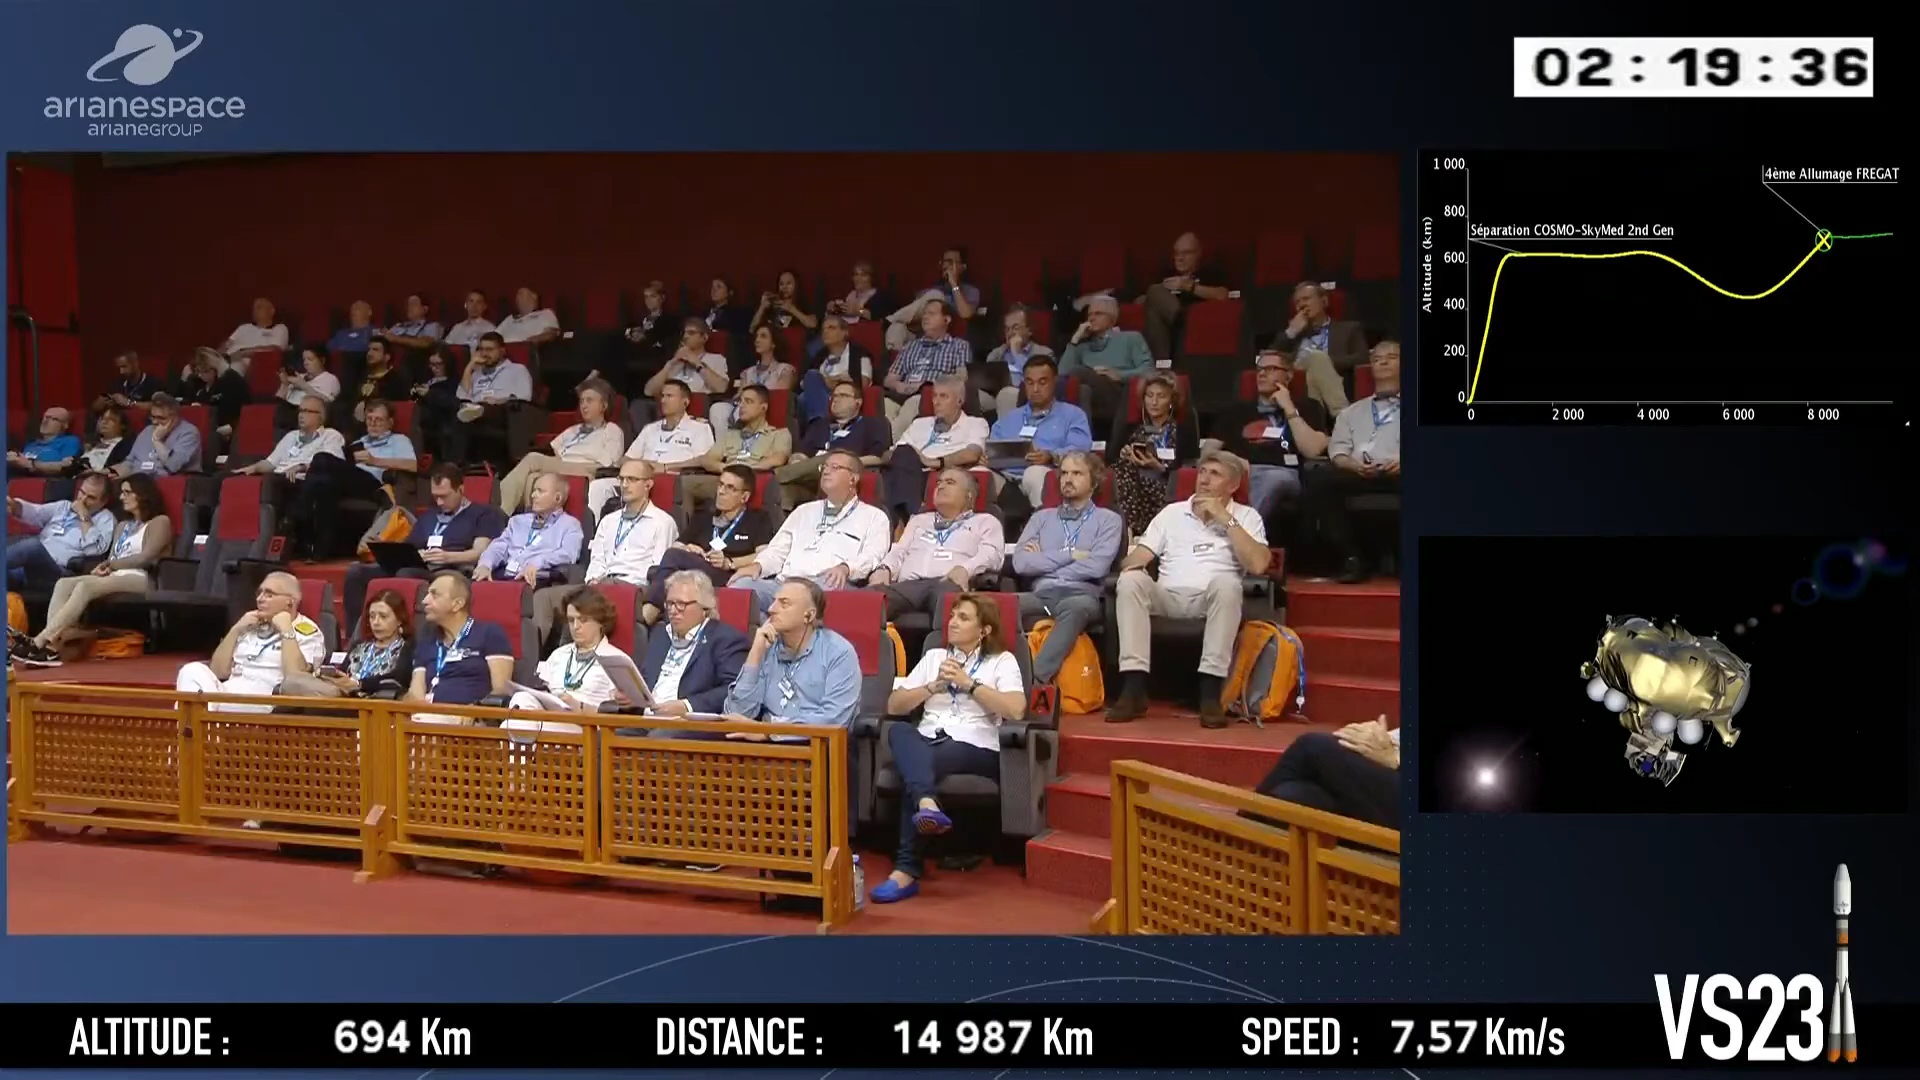 arianespace
arianeGROUP
02:19:36
1 000
800
600
400
200
0
Altitude (km)
4ème Allumage FREGAT
Séparation COSMO-SkyMed 2nd Gen
0
2 000
4 000
6 000
8 000
B
A
VS23
ALTITUDE : 694 Km DISTANCE : 14 987 Km SPEED : 7,57 Km/s